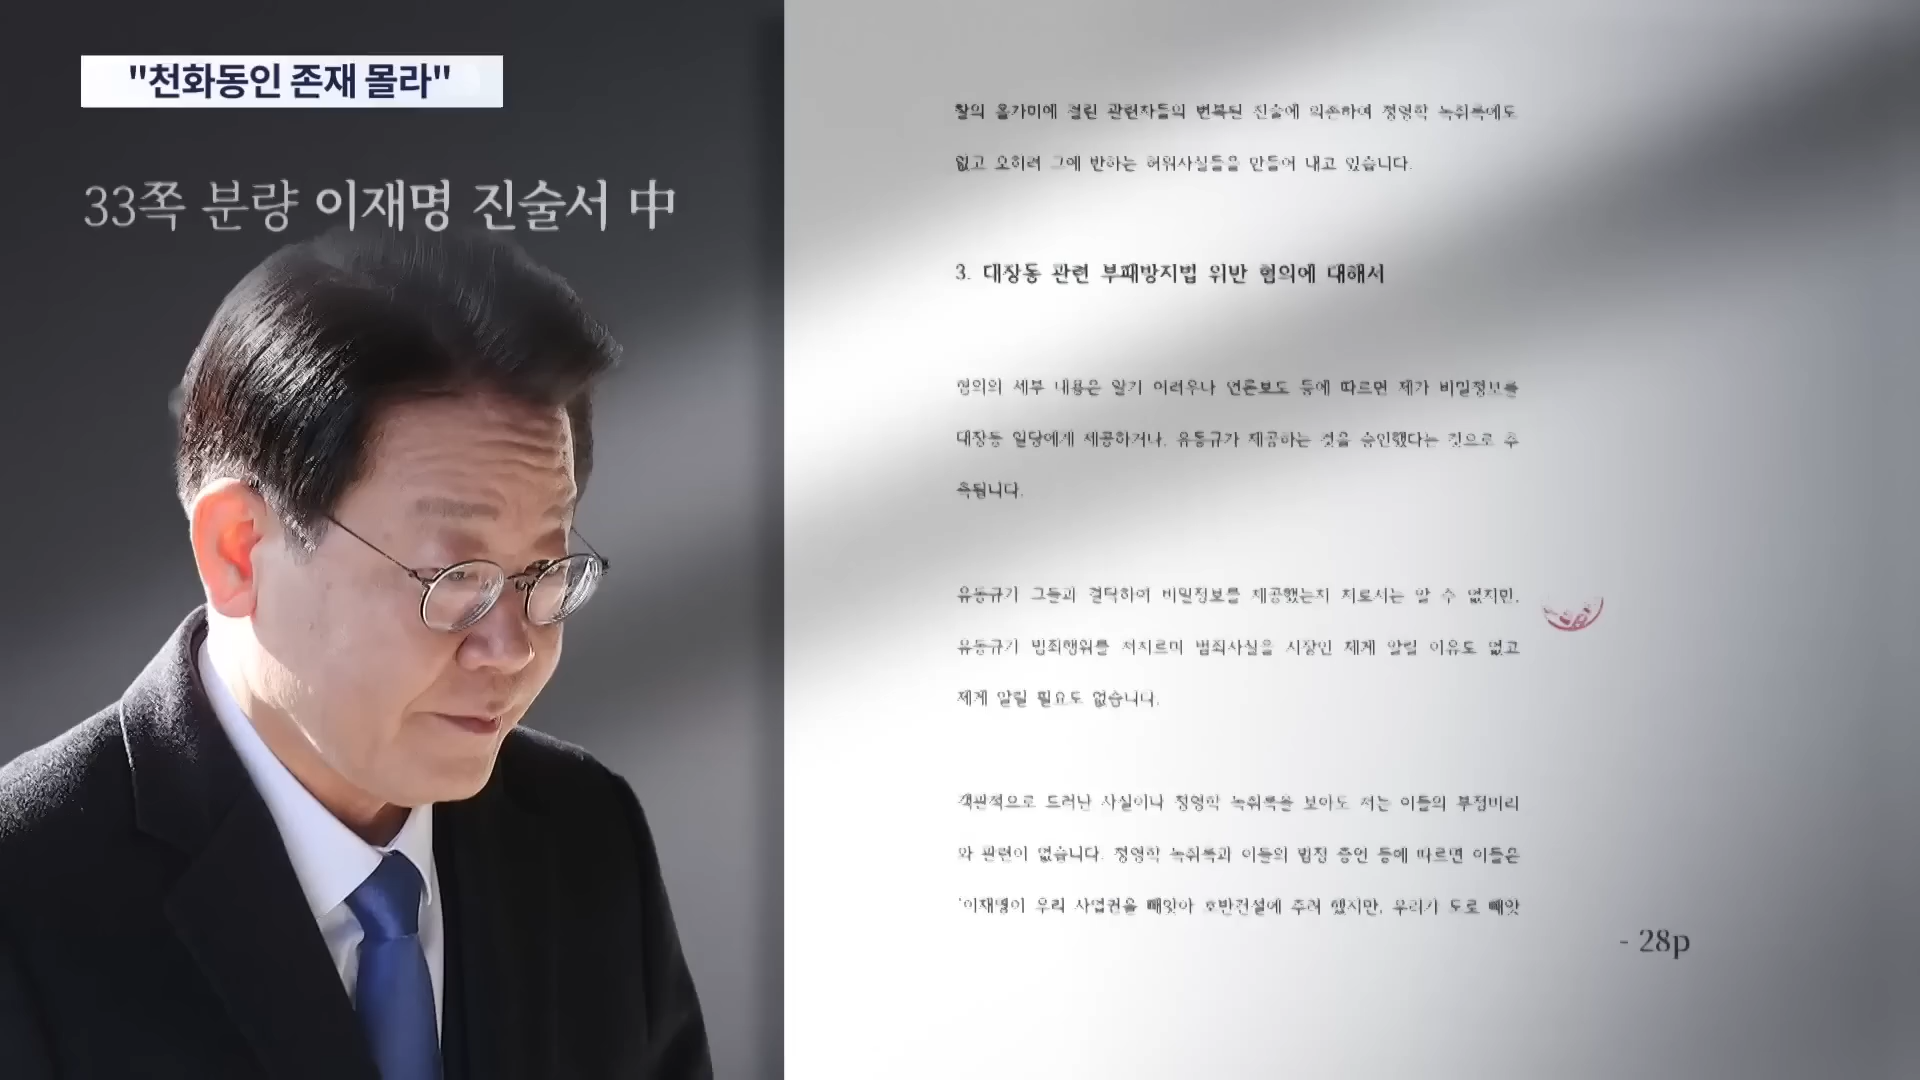 "천화동인 존재 몰라"
33쪽 분량 이재명 진술서 中
찰의 올가미에 걸린 관련자들의 번복된 진술에 의존하여 정영학 녹취록에도
없고 오히려 그에 반하는 허위사실들을 만들어 내고 있습니다.
3. 대장동 관련 부패방지법 위반 혐의에 대해서
혐의의 세부 내용은 알기 어려우나 언론보도 등에 따르면 제가 비밀정보를
대장동 일당에게 제공하거나, 유동규가 제공하는 것을 승인했다는 것으로 추
측됩니다.
유동규가 그들과 결탁하여 비밀정보를 제공했는지 저로서는 알 수 없지만,
유동규가 범죄행위를 저지르며 범죄사실을 시장인 제게 알릴 이유도 없고
제게 알릴 필요도 없습니다.
객관적으로 드러난 사실이나 정영학 녹취록을 보아도 저는 이들의 부정비리
와 관련이 없습니다. 정영학 녹취록과 이들의 법정 증언 등에 따르면 이들은
'이재명이 우리 사업권을 빼앗아 호반건설에 주려 했지만, 우리가 도로 빼앗
- 28p